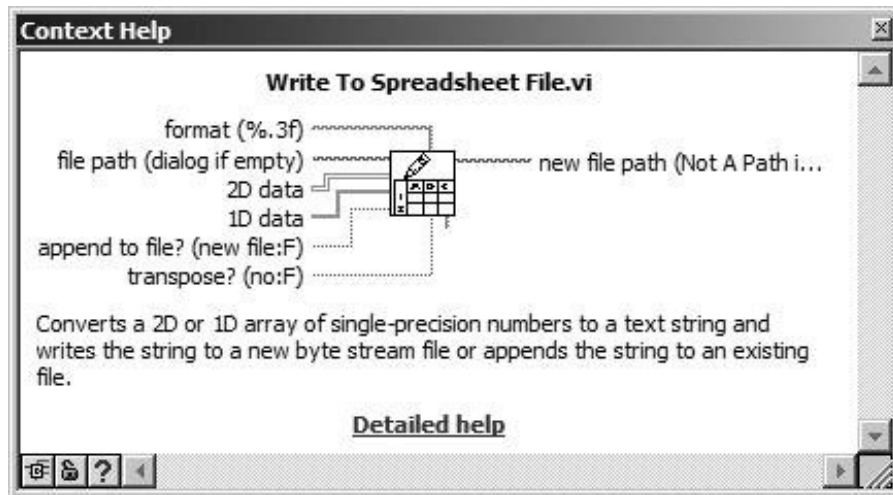 Context Help
Write To Spreadsheet File.vi
format (%.3f)
file path (dialog if empty)
new file path (Not A Path i...
2D data
1D data
append to file? (new file:F)
transpose? (no:F)
Converts a 2D or 1D array of single-precision numbers to a text string and
writes the string to a new byte stream file or appends the string to an existing
file.
Detailed help
?